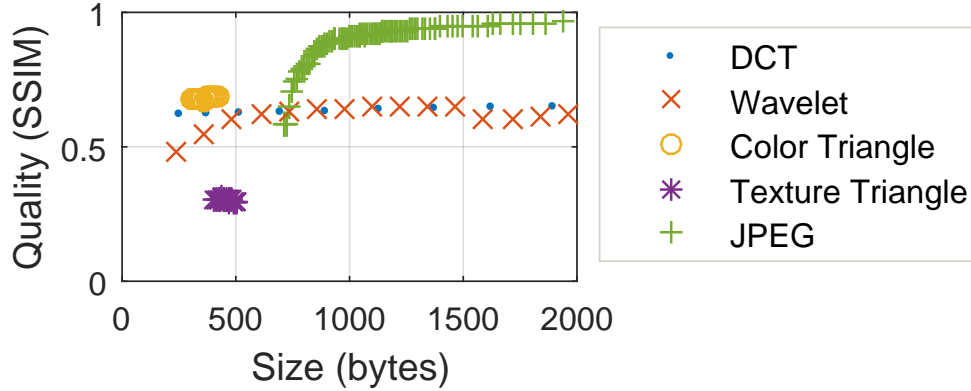 Quality (SSIM)
1
0.5
0
0
500
1000
1500
2000
Size (bytes)
DCT
Wavelet
Color Triangle
Texture Triangle
JPEG